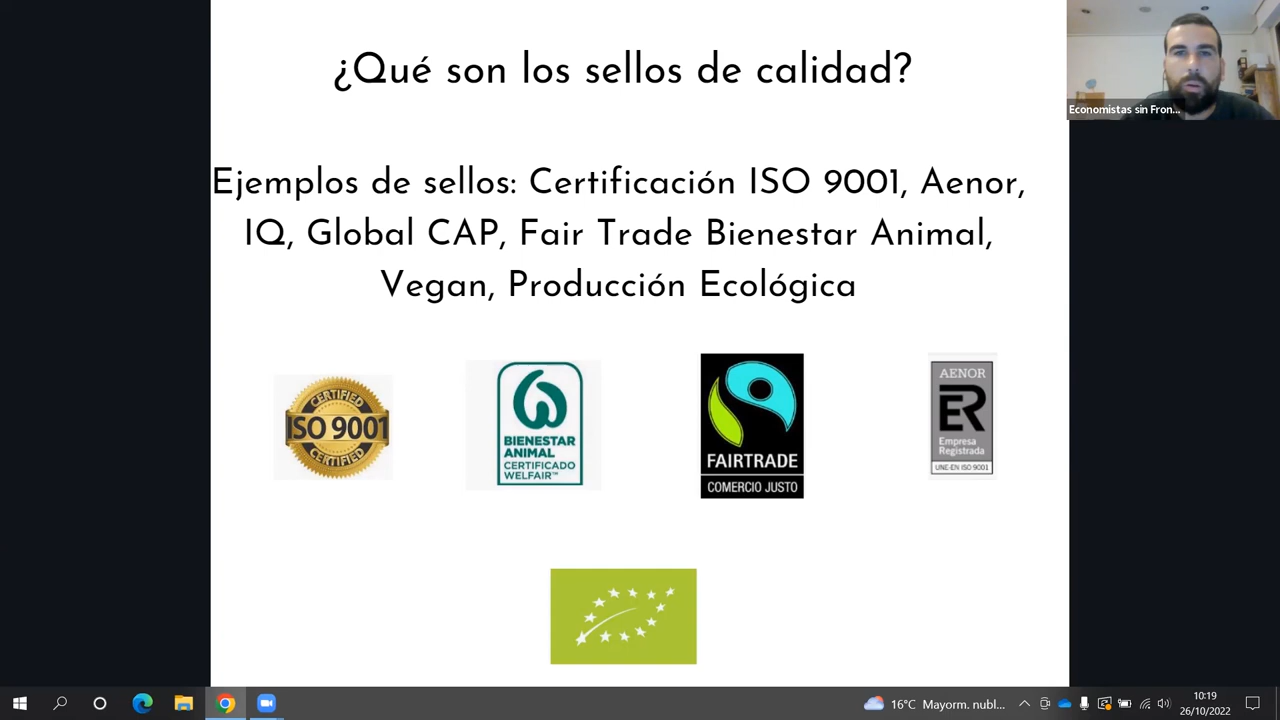 ¿Qué son los sellos de calidad?
Economistas sin Fron...
Ejemplos de sellos: Certificación ISO 9001, Aenor,
IQ, Global CAP, Fair Trade Bienestar Animal,
Vegan, Producción Ecológica
CERTIFIED
ISO 9001
CERTIFIED
BIENESTAR
ANIMAL
CERTIFICADO
WELFAIR™
FAIRTRADE
COMERCIO JUSTO
AENOR
ER
Empresa
Registrada
UNE-EN ISO 9001
16°C Mayorm. nubl...
10:19
26/10/2022